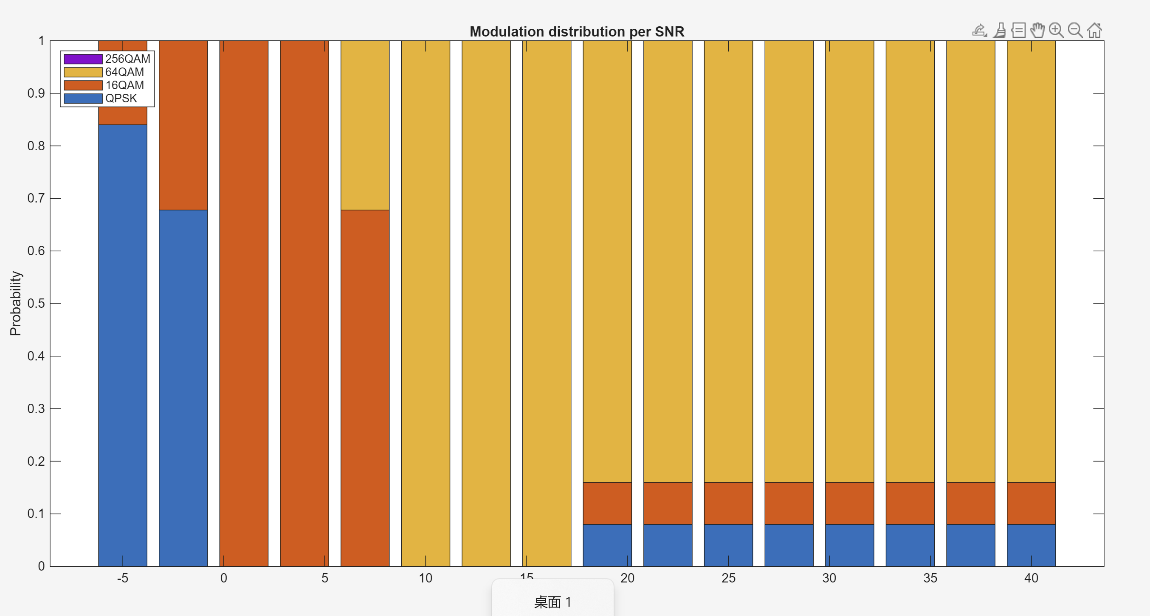 Modulation distribution per SNR
1
256QAM
64QAM
16QAM
QPSK
0.9
0.8
0.7
0.6
0.5
0.4
0.3
0.2
0.1
0
Probability
-5 0 5 10 15 20 25 30 35 40
桌面 1